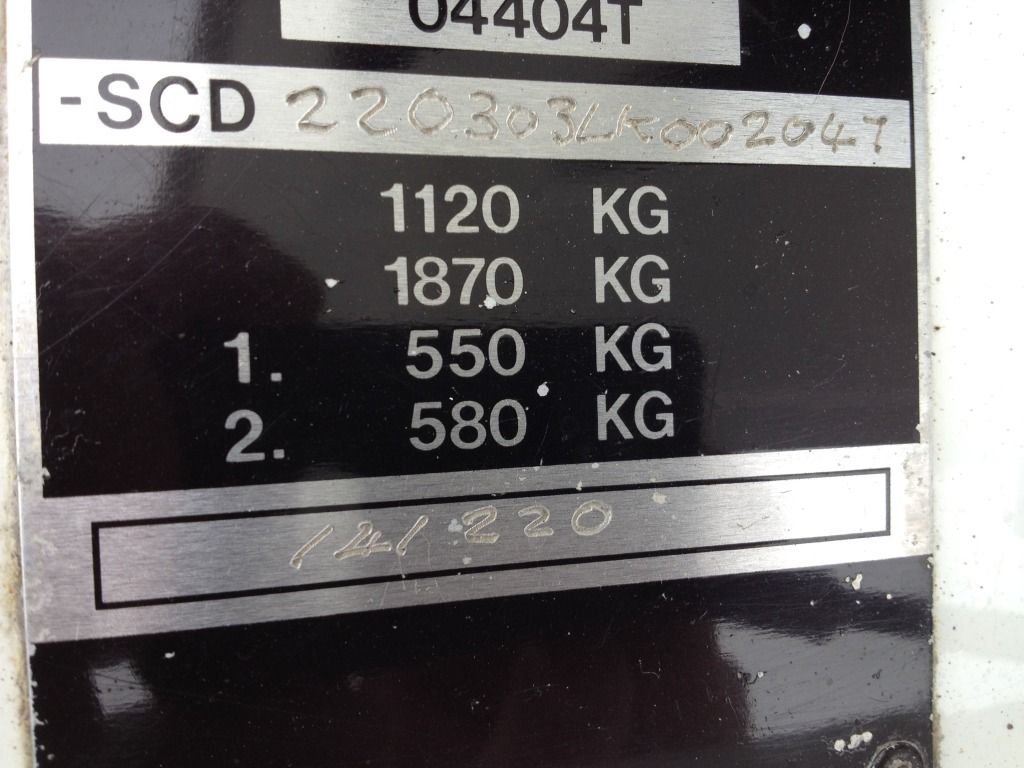 04404T
-SCD 220303LK002047
1120 KG
1870 KG
1. 550 KG
2. 580 KG
141220